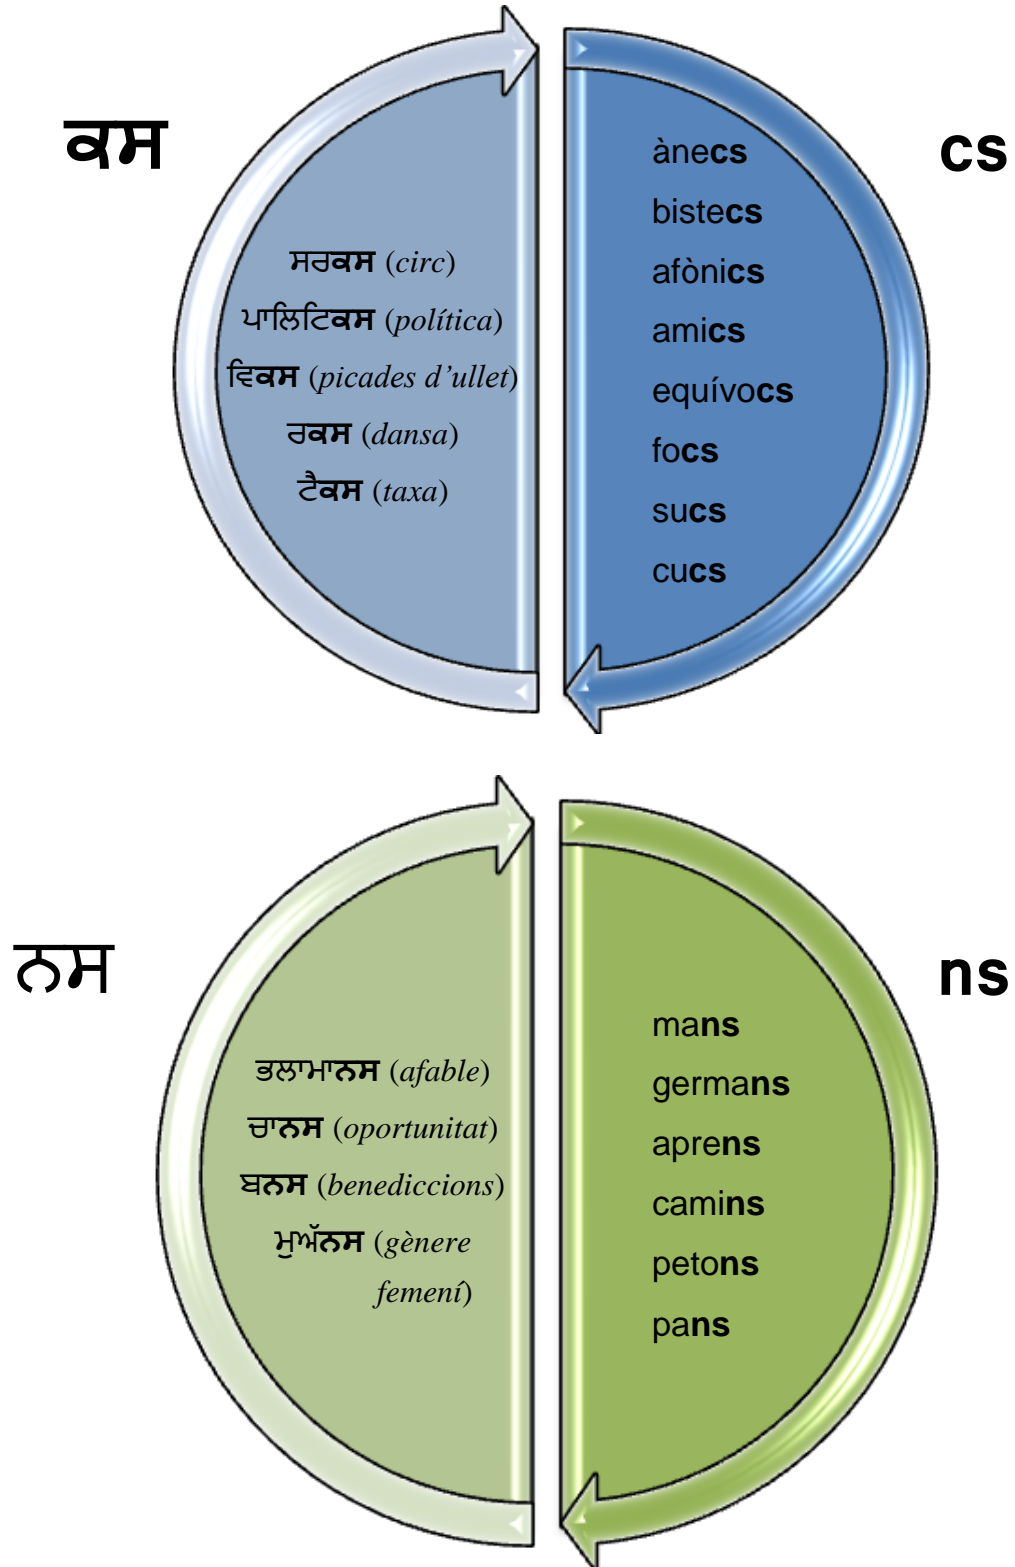 ਕਸ
cs
ਸਰਕਸ (circ)
ਪਾਲਿਟਿਕਸ (política)
ਵਿਕਸ (picades d’ullet)
ਰਕਸ (dansa)
ਟੈਕਸ (taxa)
ànecs
bistecs
afònics
amics
equívocs
focs
sucs
cucs
ਨਸ
ns
ਭਲਾਮਾਨਸ (afable)
ਚਾਨਸ (oportunitat)
ਬਨਸ (benediccions)
ਮੁਅੱਨਸ (gènere
femení)
mans
germans
aprens
camins
petons
pans